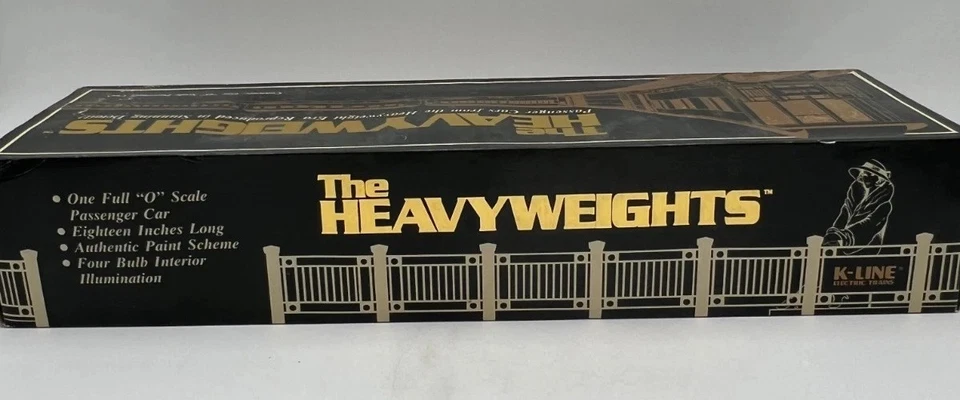 Passenger Cars from the Heavyweight Era Reproduced in Stunning Detail
The
HEAVYWEIGHTS™
• One Full "O" Scale
Passenger Car
• Eighteen Inches Long
• Authentic Paint Scheme
• Four Bulb Interior
Illumination
The
HEAVYWEIGHTS™
K-LINE®
ELECTRIC TRAINS